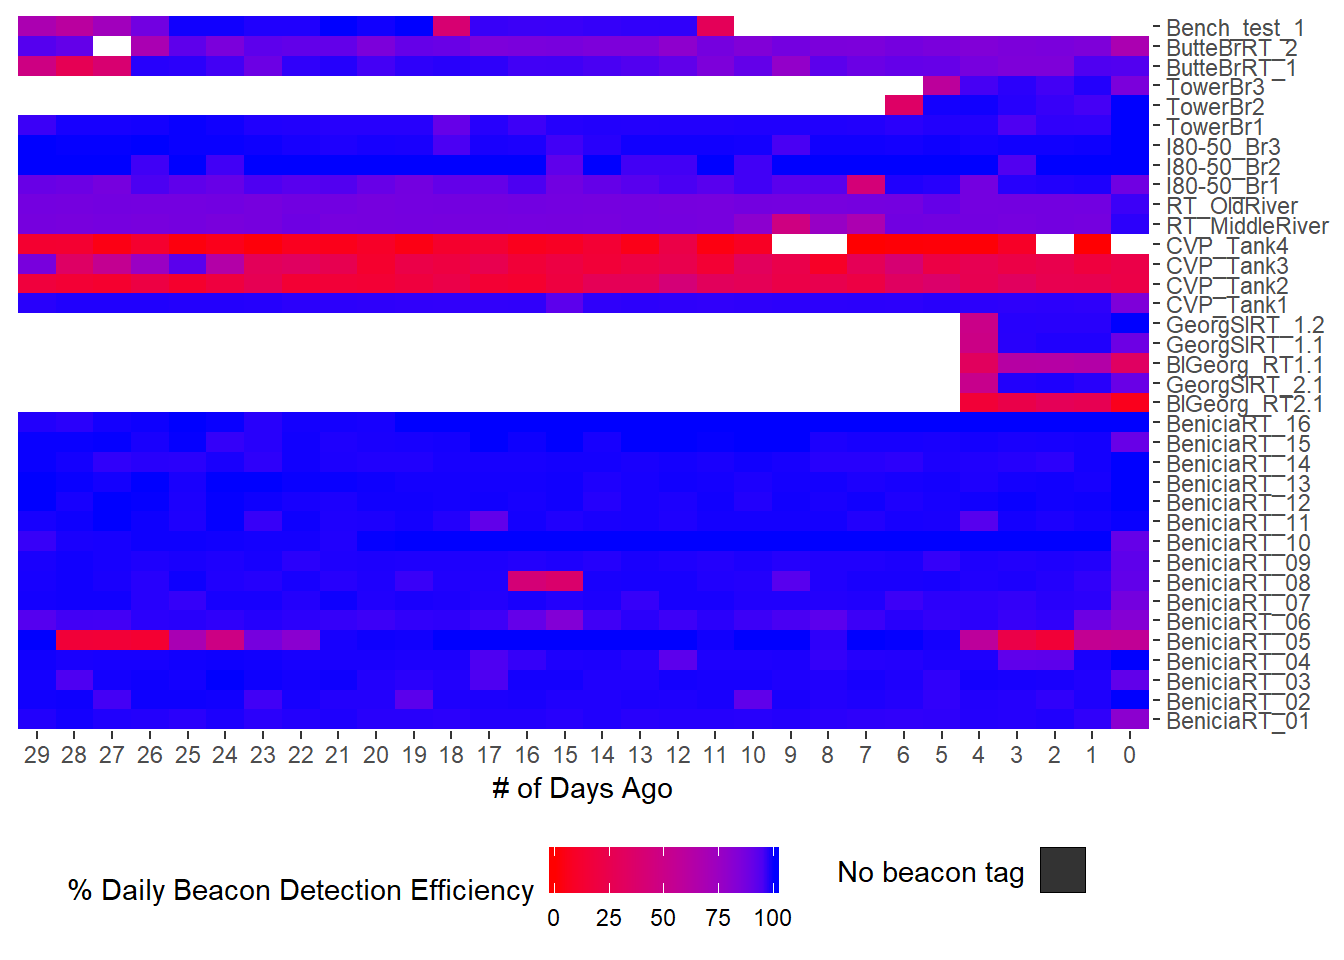 Bench_test_1
ButteBrRT_2
ButteBrRT_1
TowerBr3
TowerBr2
TowerBr1
I80-50_Br3
I80-50_Br2
I80-50_Br1
RT_OldRiver
RT_MiddleRiver
CVP_Tank4
CVP_Tank3
CVP_Tank2
CVP_Tank1
GeorgSlRT_1.2
GeorgSlRT_1.1
BlGeorg_RT1.1
GeorgSlRT_2.1
BlGeorg_RT2.1
BeniciaRT_16
BeniciaRT_15
BeniciaRT_14
BeniciaRT_13
BeniciaRT_12
BeniciaRT_11
BeniciaRT_10
BeniciaRT_09
BeniciaRT_08
BeniciaRT_07
BeniciaRT_06
BeniciaRT_05
BeniciaRT_04
BeniciaRT_03
BeniciaRT_02
BeniciaRT_01
29 28 27 26 25 24 23 22 21 20 19 18 17 16 15 14 13 12 11 10 9 8 7 6 5 4 3 2 1 0
# of Days Ago
% Daily Beacon Detection Efficiency
0 25 50 75 100
No beacon tag